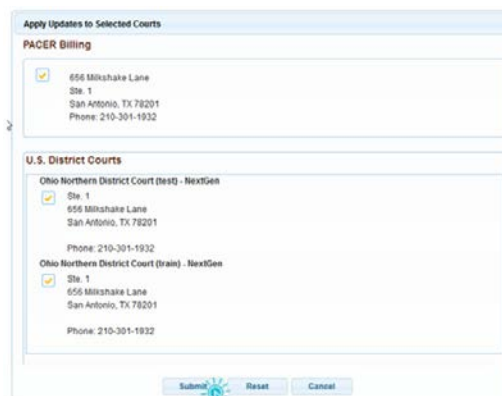 Apply Updates to Selected Courts
PACER Billing
656 Milkshake Lane
Ste. 1
San Antonio, TX 78201
Phone: 210-301-1932
U.S. District Courts
Ohio Northern District Court (test) - NextGen
Ste. 1
656 Milkshake Lane
San Antonio, TX 78201
Phone: 210-301-1932
Ohio Northern District Court (train) - NextGen
Ste. 1
656 Milkshake Lane
San Antonio, TX 78201
Phone: 210-301-1932
Submit Reset Cancel